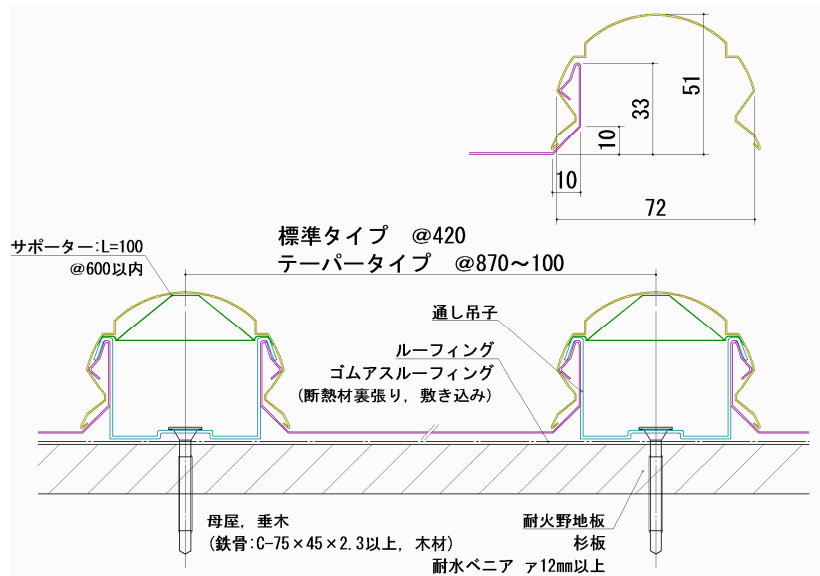 51
33
10
10
72
標準タイプ　@420
テーパータイプ　@870〜100
サポーター:L=100
@600以内
通し吊子
ルーフィング
ゴムアスルーフィング
(断熱材裏張り, 敷き込み)
母屋, 垂木
(鉄骨:C-75×45×2.3以上, 木材)
耐火野地板
杉板
耐水ベニア ァ12mm以上